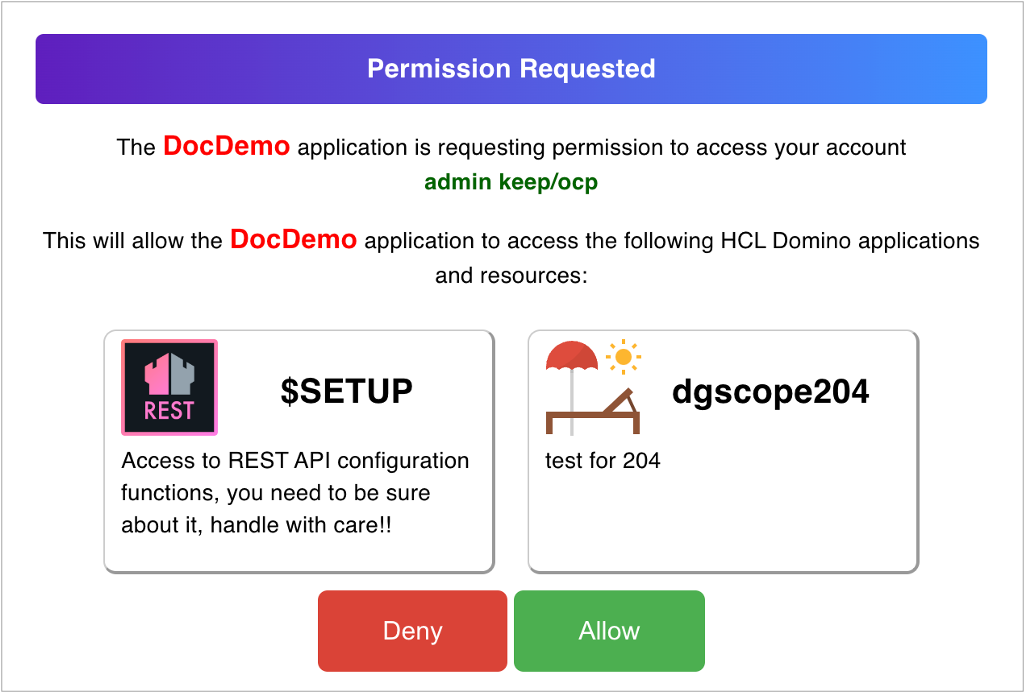 Permission Requested
The DocDemo application is requesting permission to access your account
admin keep/ocp
This will allow the DocDemo application to access the following HCL Domino applications
and resources:
REST
$SETUP
Access to REST API configuration
functions, you need to be sure
about it, handle with care!!
dgscope204
test for 204
Deny
Allow